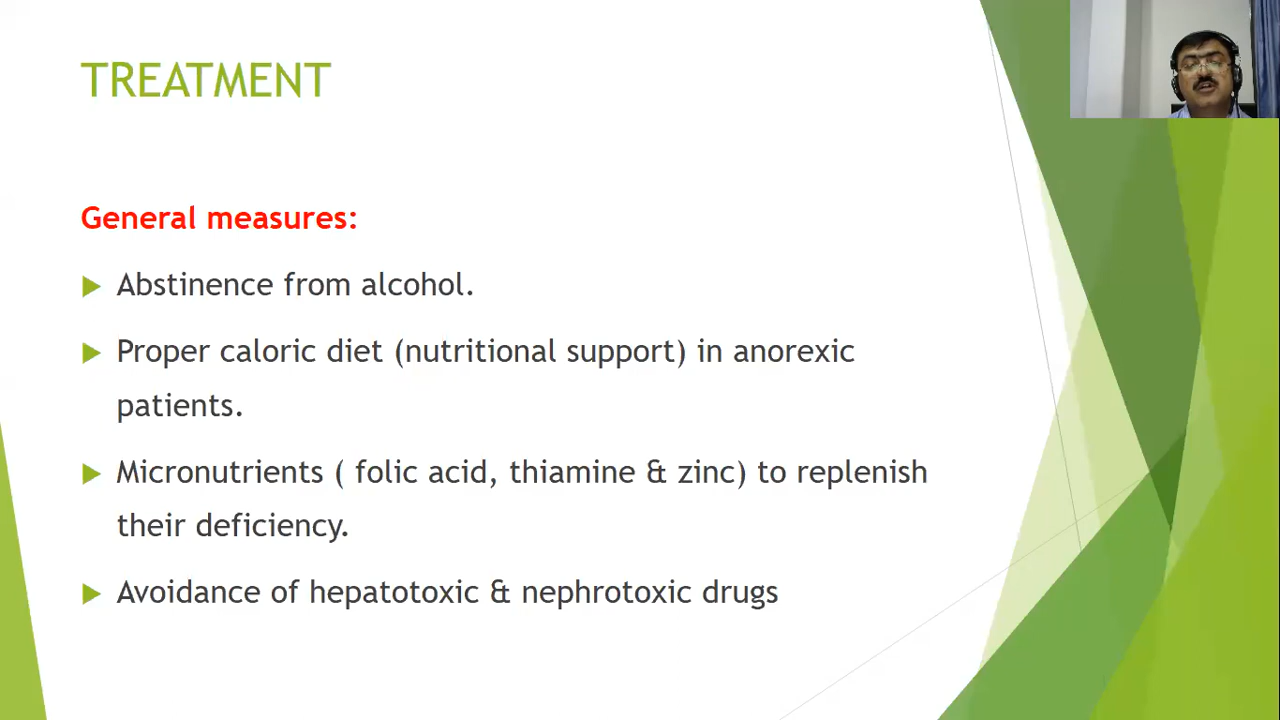 TREATMENT
General measures:
Abstinence from alcohol.
Proper caloric diet (nutritional support) in anorexic
patients.
Micronutrients ( folic acid, thiamine & zinc) to replenish
their deficiency.
Avoidance of hepatotoxic & nephrotoxic drugs